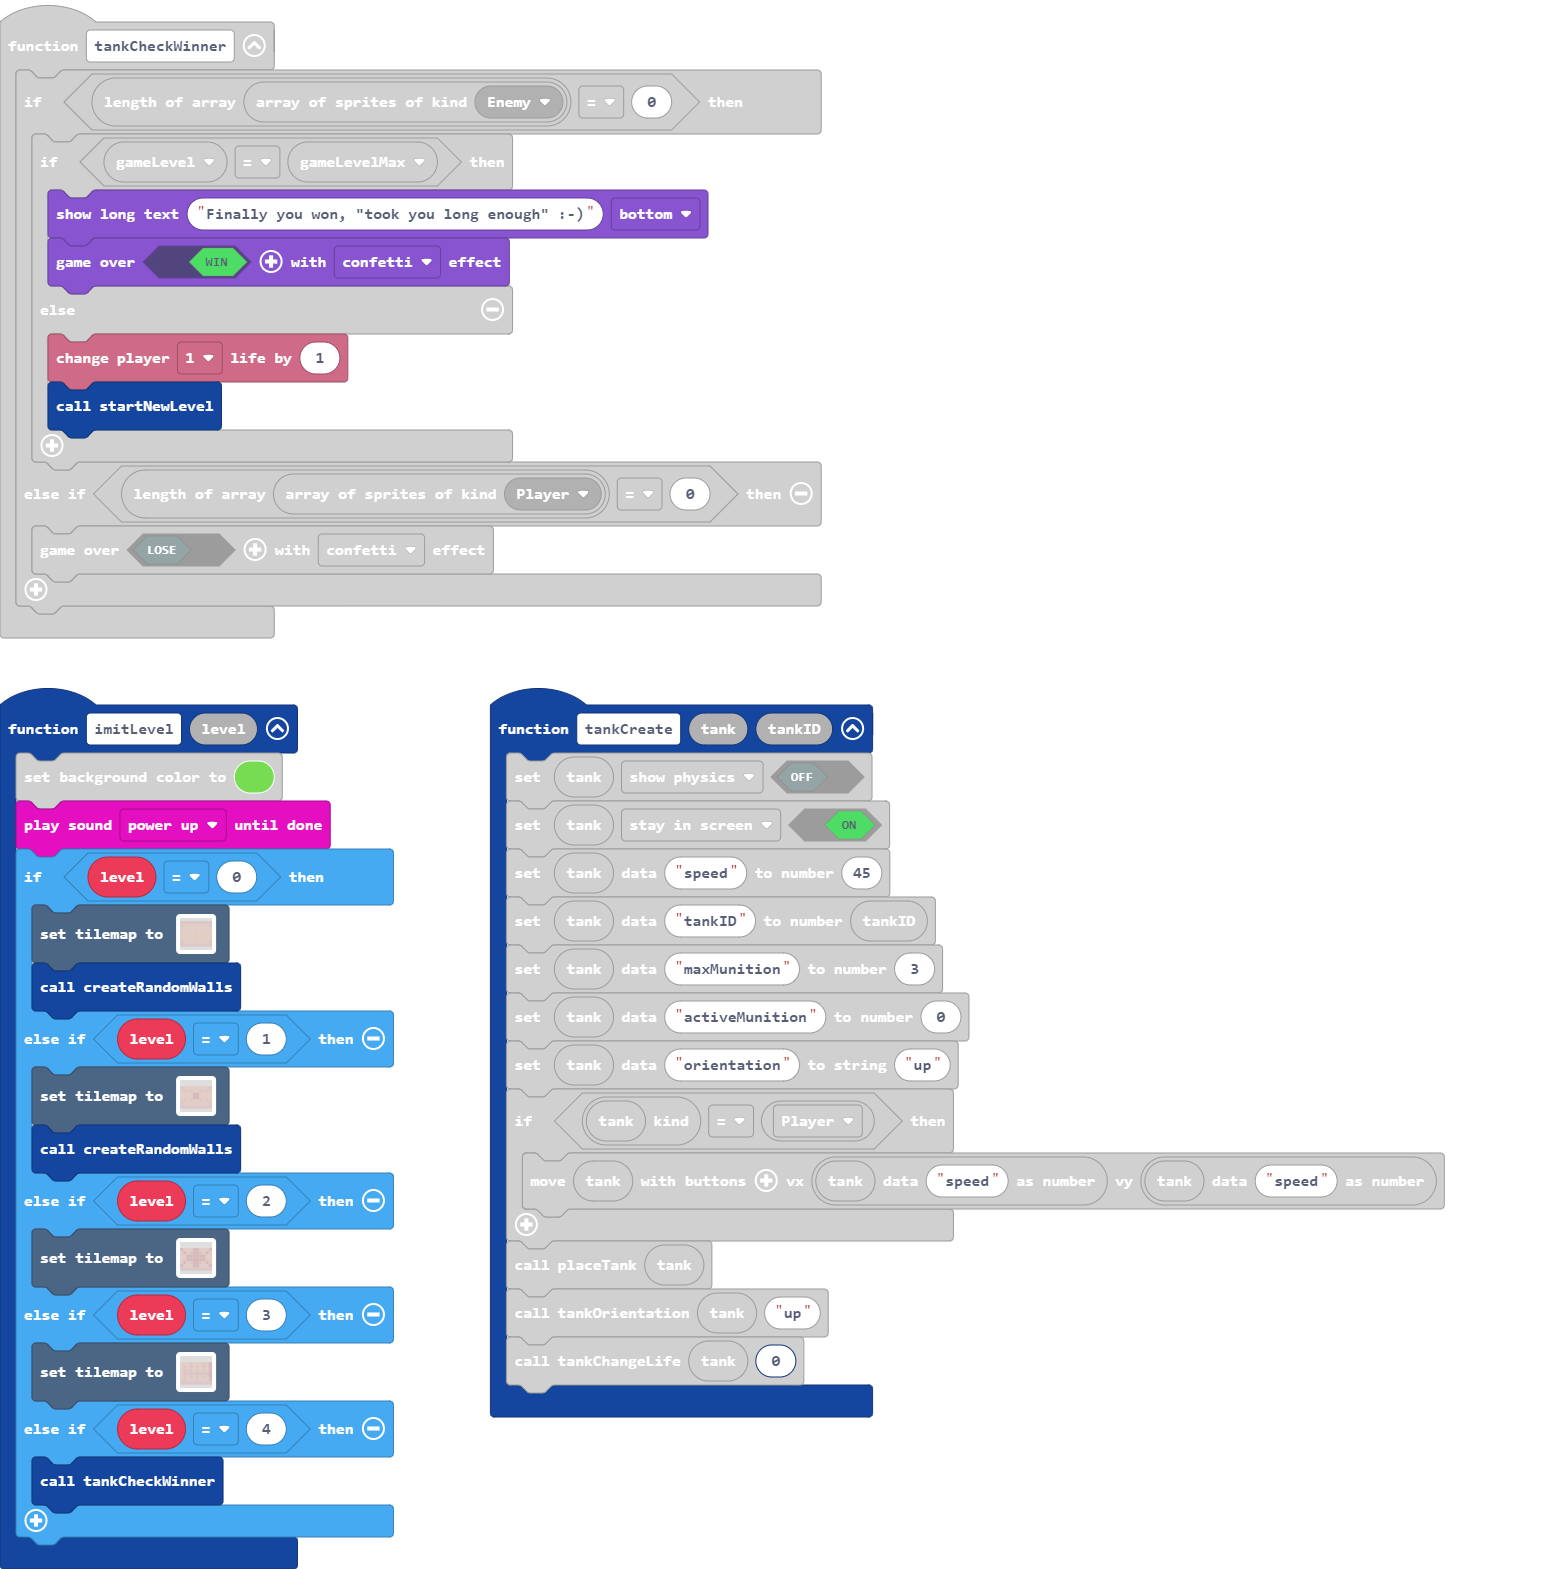 function tankCheckWinner
if length of array array of sprites of kind Enemy = 0 then
if gameLevel = gameLevelMax then
show long text "Finally you won, "took you long enough" :-)" bottom
game over WIN with confetti effect
else
change player 1 life by 1
call startNewLevel
else if length of array array of sprites of kind Player = 0 then
game over LOSE with confetti effect
function imitLevel level
set background color to
play sound power up until done
if level = 0 then
set tilemap to
call createRandomWalls
else if level = 1 then
set tilemap to
call createRandomWalls
else if level = 2 then
set tilemap to
else if level = 3 then
set tilemap to
else if level = 4 then
call tankCheckWinner
function tankCreate tank tankID
set tank show physics OFF
set tank stay in screen ON
set tank data "speed" to number 45
set tank data "tankID" to number tankID
set tank data "maxMunition" to number 3
set tank data "activeMunition" to number 0
set tank data "orientation" to string "up"
if tank kind = Player then
move tank with buttons vx tank data "speed" as number vy tank data "speed" as number
call placeTank tank
call tankOrientation tank "up"
call tankChangeLife tank 0